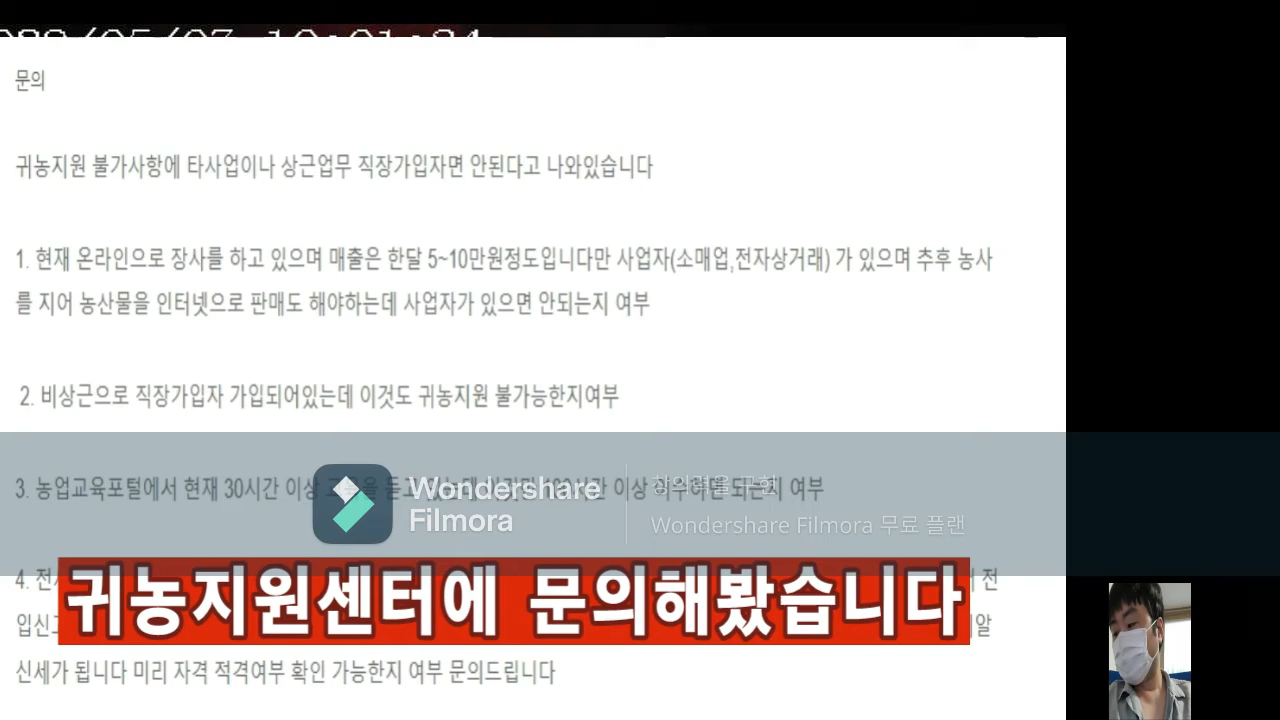 문의
귀농지원 불가사항에 타사업이나 상근업무 직장가입자면 안된다고 나와있습니다
1. 현재 온라인으로 장사를 하고 있으며 매출은 한달 5~10만원정도입니다만 사업자(소매업,전자상거래) 가 있으며 추후 농사
를 지어 농산물을 인터넷으로 판매도 해야하는데 사업자가 있으면 안되는지 여부
2. 비상근으로 직장가입자 가입되어있는데 이것도 귀농지원 불가능한지여부
3. 농업교육포털에서 현재 30시간 이상 이상 되는지 여부
Wondershare
Filmora
창의력을 구현
Wondershare Filmora 무료 플랜
4. 전
귀농지원센터에 문의해봤습니다
입신고
신세가 됩니다 미리 자격 적격여부 확인 가능한지 여부 문의드립니다